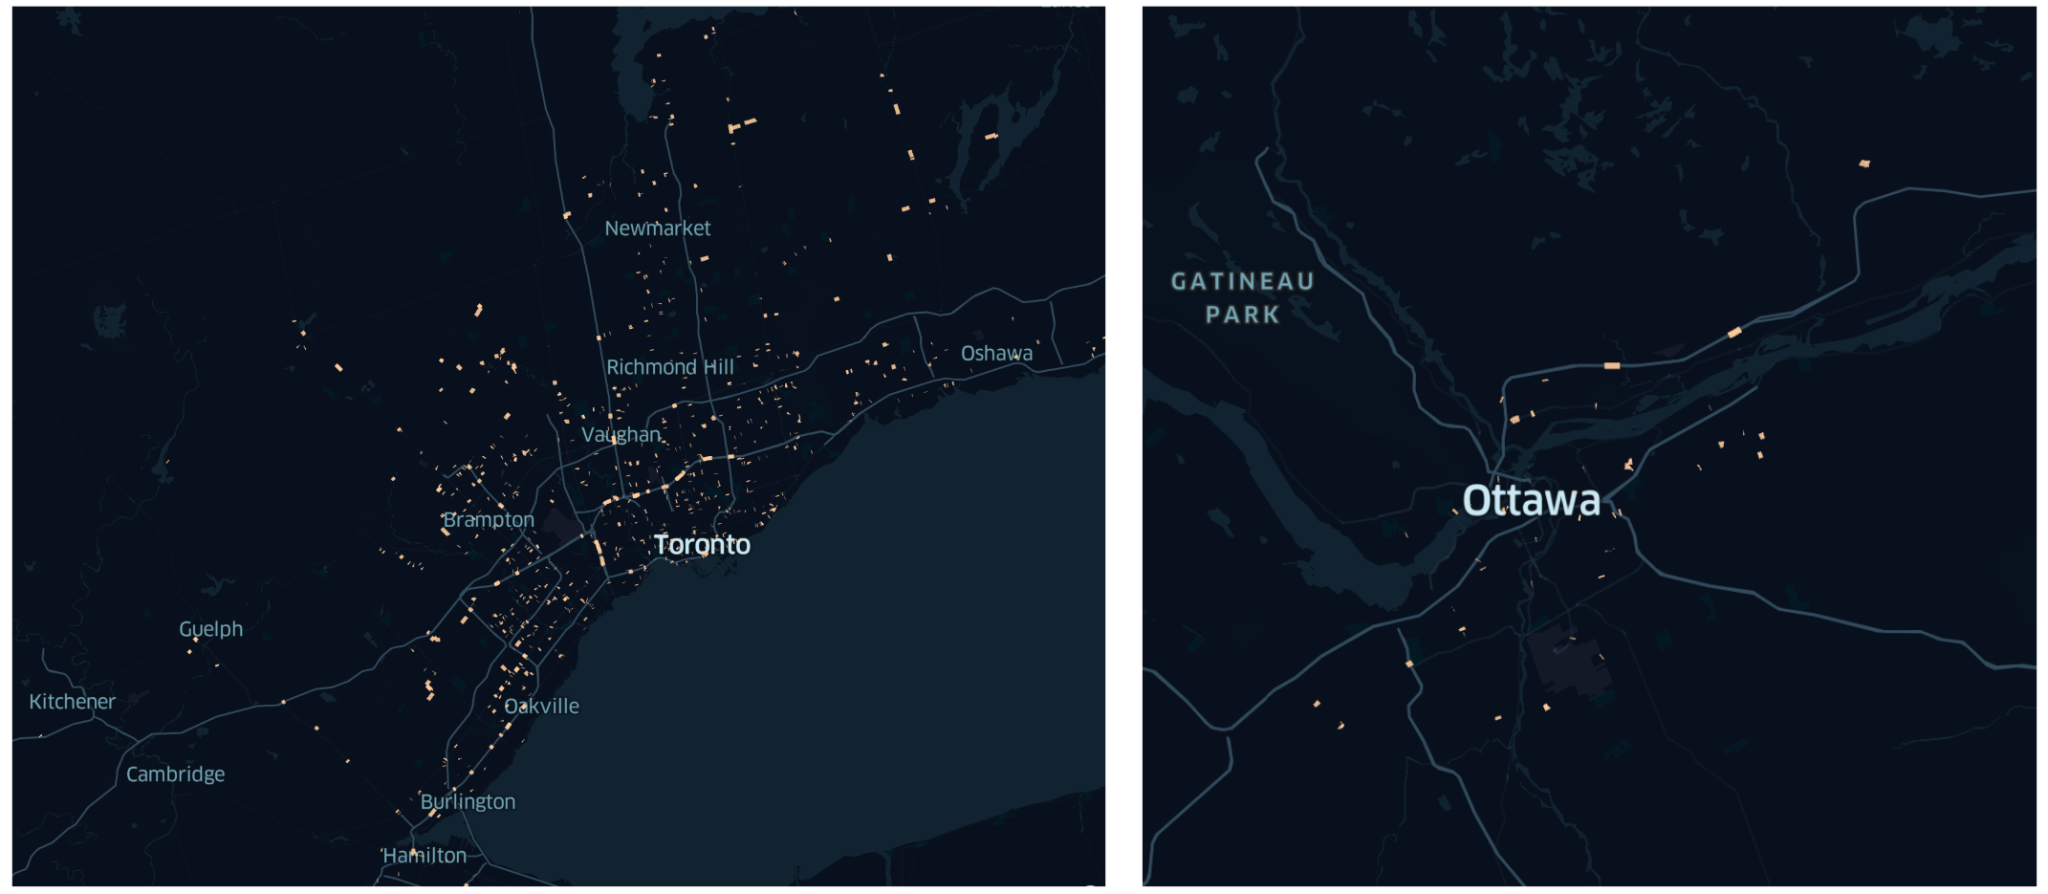 Newmarket
Richmond Hill
Oshawa
Vaughan
Brampton
Toronto
Guelph
Kitchener
Oakville
Cambridge
Burlington
Hamilton
GATINEAU
PARK
Ottawa